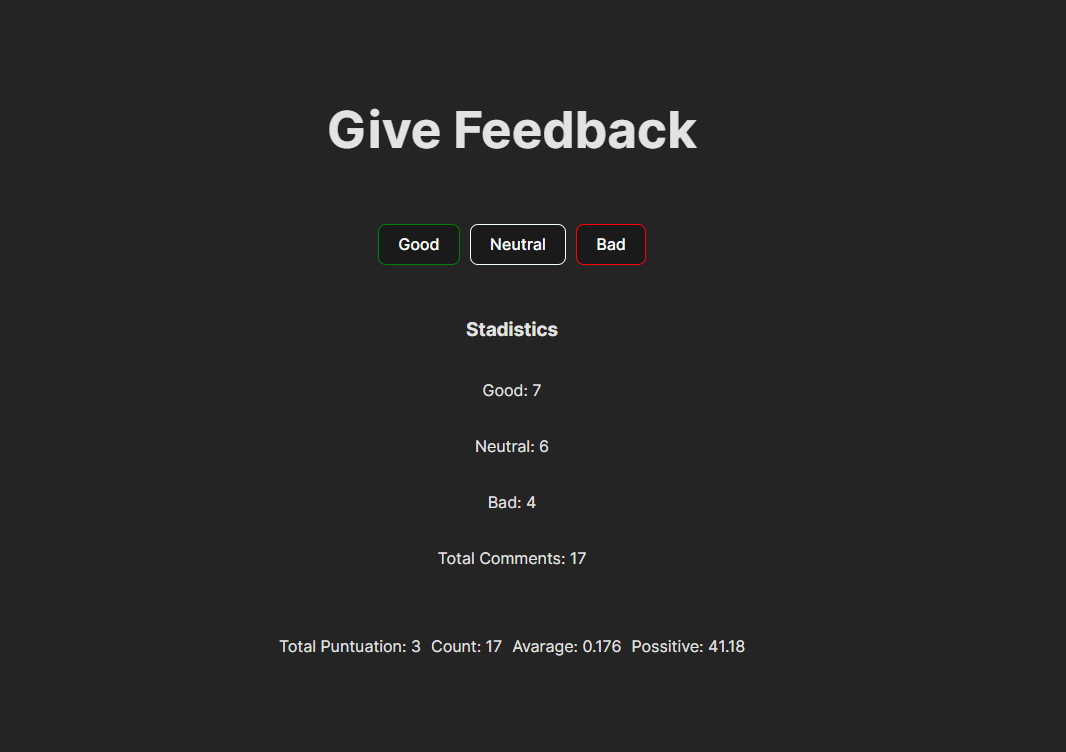 Give Feedback
Good Neutral Bad
Stadistics
Good: 7
Neutral: 6
Bad: 4
Total Comments: 17
Total Puntuation: 3 Count: 17 Avarage: 0.176 Possitive: 41.18